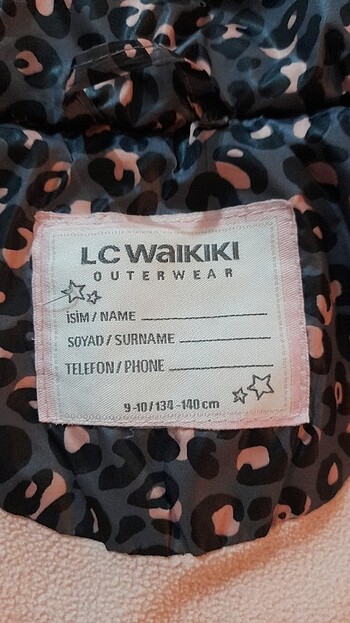 LC WAIKIKI
OUTERWEAR
İSİM / NAME
SOYAD / SURNAME
TELEFON / PHONE
9-10 / 134-140 cm